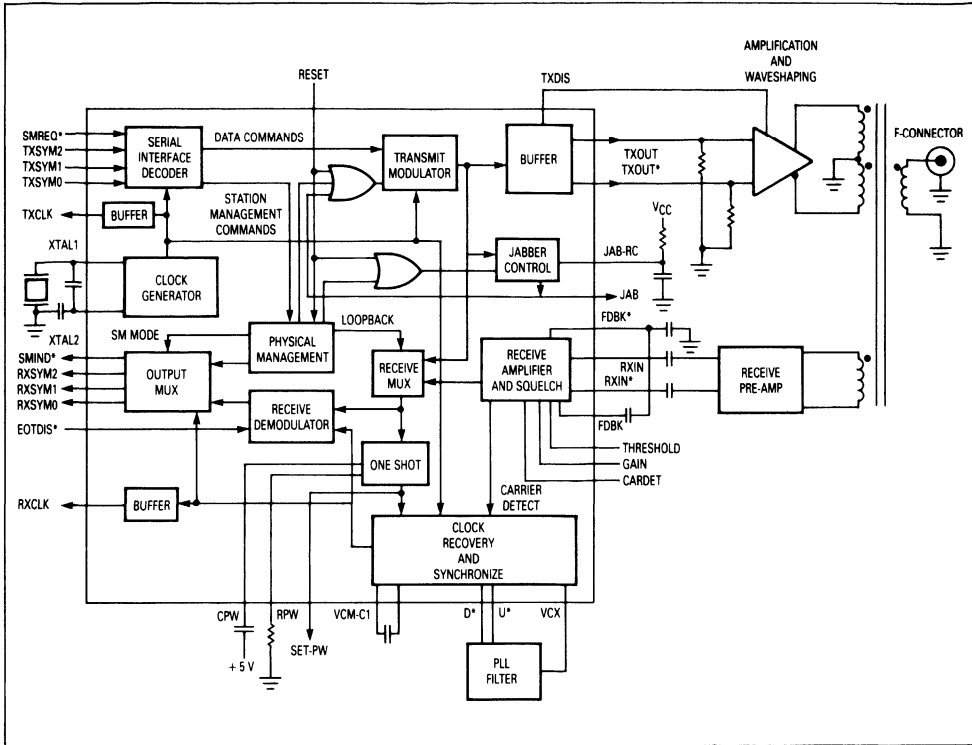 AMPLIFICATION
AND
WAVESHAPING
RESET
TXDIS
SMREQ*
TXSYM2
TXSYM1
TXSYM0
SERIAL
INTERFACE
DECODER
DATA COMMANDS
TRANSMIT
MODULATOR
BUFFER
TXOUT
TXOUT*
F-CONNECTOR
STATION
MANAGEMENT
COMMANDS
TXCLK
BUFFER
VCC
XTAL1
CLOCK
GENERATOR
JABBER
CONTROL
JAB-RC
JAB
XTAL2
SM MODE
PHYSICAL
MANAGEMENT
LOOPBACK
FDBK*
SMIND*
RXSYM2
RXSYM1
RXSYM0
OUTPUT
MUX
RECEIVE
MUX
RECEIVE
AMPLIFIER
AND SQUELCH
RXIN
RXIN*
RECEIVE
PRE-AMP
EOTDIS*
RECEIVE
DEMODULATOR
FDBK
THRESHOLD
GAIN
CARDET
ONE SHOT
RXCLK
BUFFER
CARRIER
DETECT
CLOCK
RECOVERY
AND
SYNCHRONIZE
CPW
RPW
VCM-C1
D*
U*
VCX
SET-PW
+ 5 V
PLL
FILTER